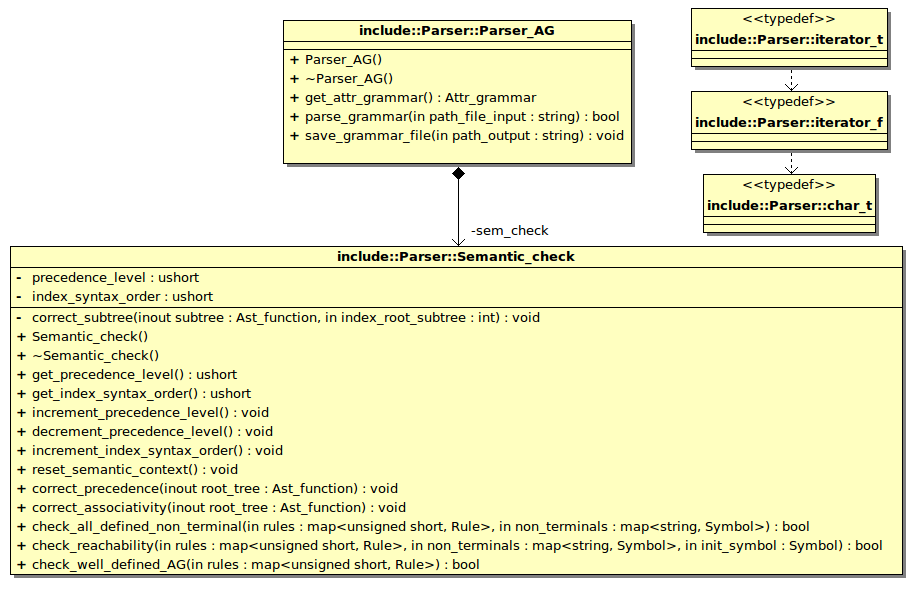 include::Parser::Parser_AG
+ Parser_AG()
+ ~Parser_AG()
+ get_attr_grammar() : Attr_grammar
+ parse_grammar(in path_file_input : string) : bool
+ save_grammar_file(in path_output : string) : void
<<typedef>>
include::Parser::iterator_t
<<typedef>>
include::Parser::iterator_f
<<typedef>>
include::Parser::char_t
-sem_check
include::Parser::Semantic_check
- precedence_level : ushort
- index_syntax_order : ushort
- correct_subtree(inout subtree : Ast_function, in index_root_subtree : int) : void
+ Semantic_check()
+ ~Semantic_check()
+ get_precedence_level() : ushort
+ get_index_syntax_order() : ushort
+ increment_precedence_level() : void
+ decrement_precedence_level() : void
+ increment_index_syntax_order() : void
+ reset_semantic_context() : void
+ correct_precedence(inout root_tree : Ast_function) : void
+ correct_associativity(inout root_tree : Ast_function) : void
+ check_all_defined_non_terminal(in rules : map<unsigned short, Rule>, in non_terminals : map<string, Symbol>) : bool
+ check_reachability(in rules : map<unsigned short, Rule>, in non_terminals : map<string, Symbol>, in init_symbol : Symbol) : bool
+ check_well_defined_AG(in rules : map<unsigned short, Rule>) : bool